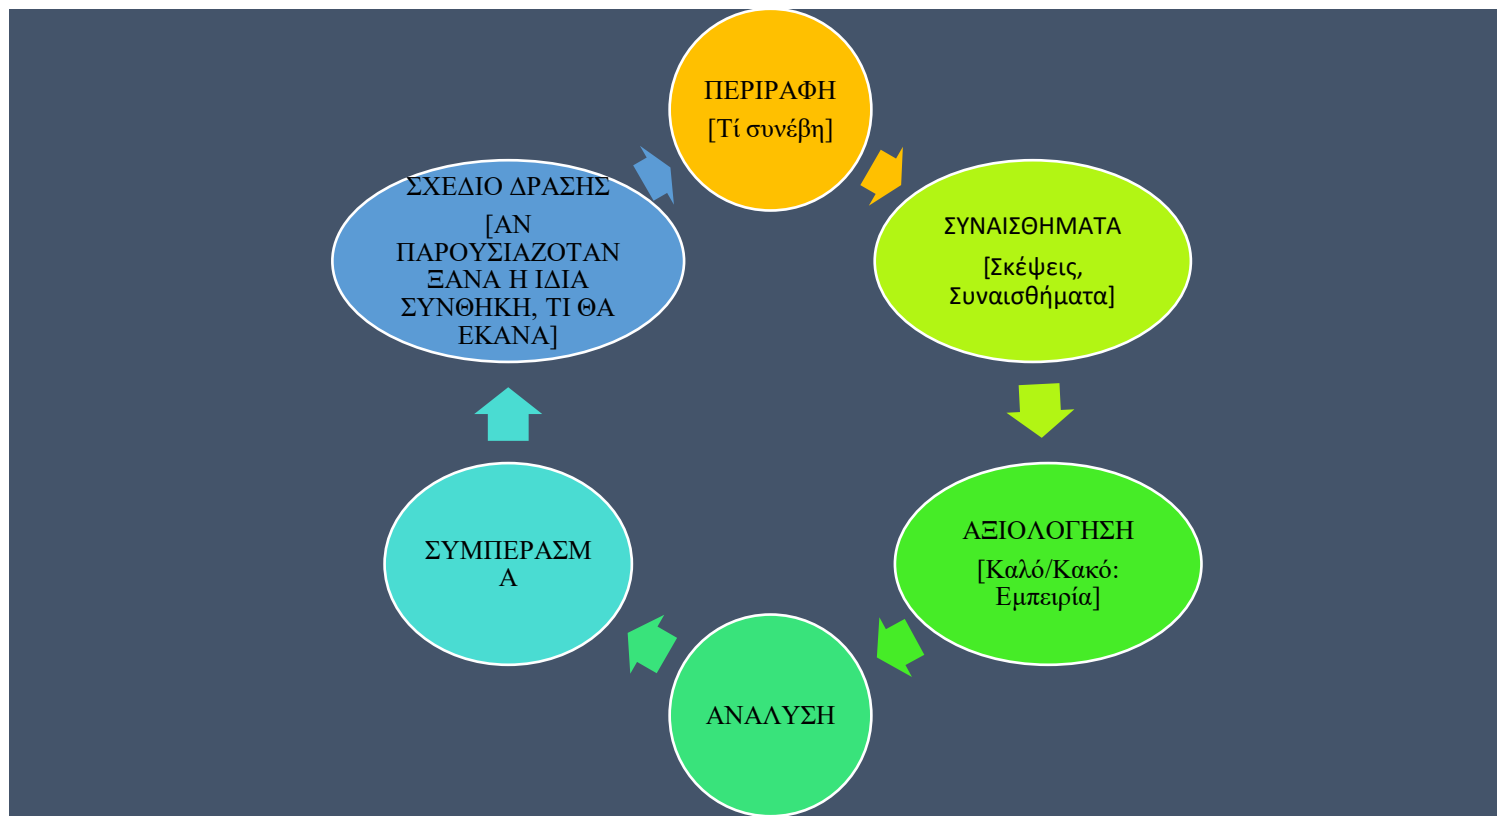 ΠΕΡΙΡΑΦΗ
[Τί συνέβη]
ΣΥΝΑΙΣΘΗΜΑΤΑ
[Σκέψεις,
Συναισθήματα]
ΑΞΙΟΛΟΓΗΣΗ
[Καλό/Κακό:
Εμπειρία]
ΑΝΑΛΥΣΗ
ΣΥΜΠΕΡΑΣΜ
Α
ΣΧΕΔΙΟ ΔΡΑΣΗΣ
[ΑΝ
ΠΑΡΟΥΣΙΑΖΟΤΑΝ
ΞΑΝΑ Η ΙΔΙΑ
ΣΥΝΘΗΚΗ, ΤΙ ΘΑ
ΕΚΑΝΑ]